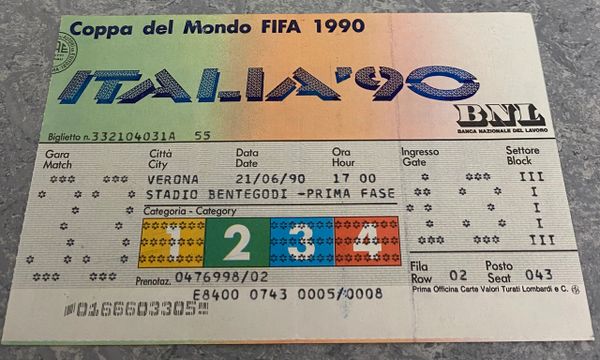 Coppa del Mondo FIFA 1990
ITALIA '90
BNL
BANCA NAZIONALE DEL LAVORO
Biglietto n.332104031A 55
Gara Città Data Ora Ingresso Settore
Match City Date Hour Gate Block
VERONA 21/06/90 17 00 III
STADIO BENTEGODI -PRIMA FASE I
Categoria - Category I
1 2 3 4 III
Prenotaz. 0476998/02
Fila Row 02 Posto Seat 043
E8400 0743 0005/0008
Prima Officina Carte Valori Turati Lombardi e C.
0166603305